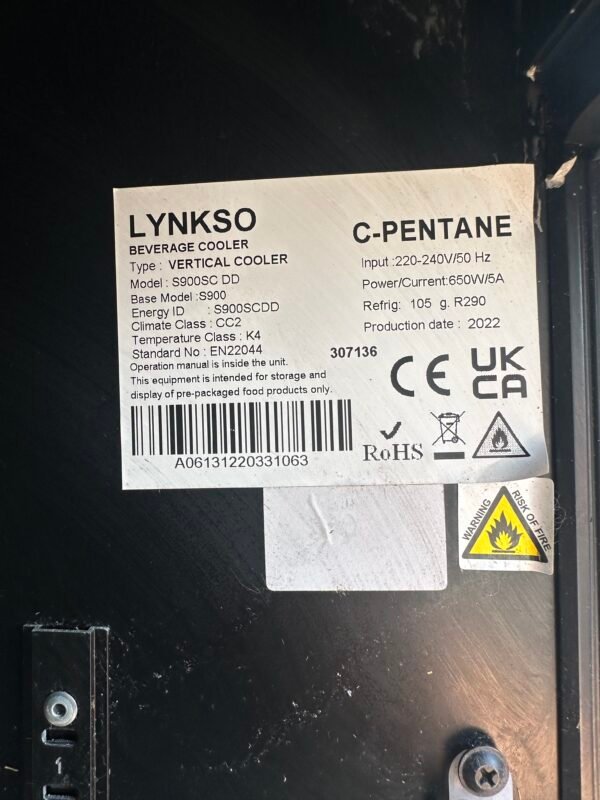 LYNKSO
BEVERAGE COOLER
Type : VERTICAL COOLER
Model : S900SC DD
Base Model :S900
Energy ID : S900SCDD
Climate Class : CC2
Temperature Class : K4
Standard No : EN22044
Operation manual is inside the unit.
This equipment is intended for storage and
display of pre-packaged food products only.
A06131220331063
C-PENTANE
Input :220-240V/50 Hz
Power/Current:650W/5A
Refrig: 105 g. R290
Production date : 2022
307136
CE
UK
CA
RoHS
WARNING
RISK OF FIRE
1